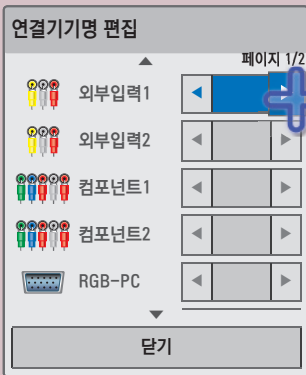 연결기기명 편집
페이지 1/2
외부입력1
외부입력2
컴포넌트1
컴포넌트2
RGB-PC
닫기